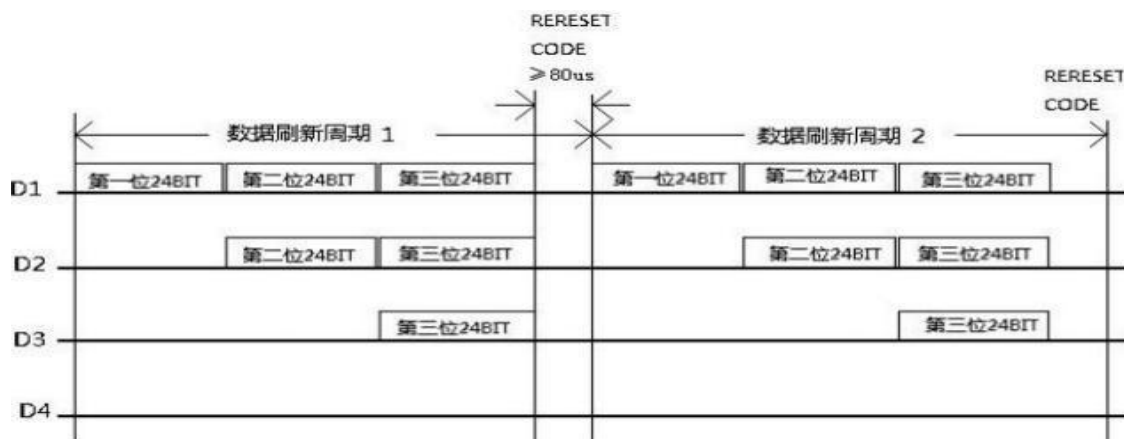 RERESET
CODE
≥80us
RERESET
CODE
数据刷新周期 1
数据刷新周期 2
D1
第一位24BIT
第二位24BIT
第三位24BIT
第一位24BIT
第二位24BIT
第三位24BIT
D2
第二位24BIT
第三位24BIT
第二位24BIT
第三位24BIT
D3
第三位24BIT
第三位24BIT
D4